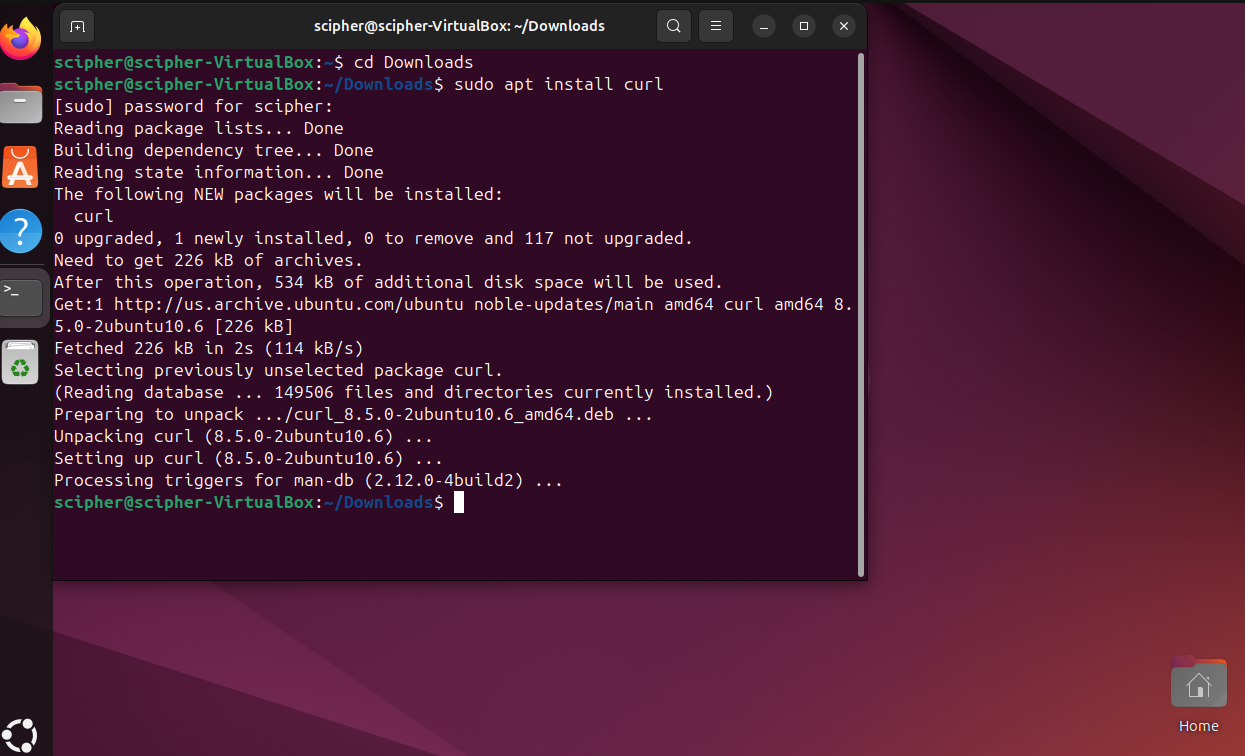 scipher@scipher-VirtualBox: ~/Downloads
scipher@scipher-VirtualBox:~$ cd Downloads
scipher@scipher-VirtualBox:~/Downloads$ sudo apt install curl
[sudo] password for scipher:
Reading package lists... Done
Building dependency tree... Done
Reading state information... Done
The following NEW packages will be installed:
  curl
0 upgraded, 1 newly installed, 0 to remove and 117 not upgraded.
Need to get 226 kB of archives.
After this operation, 534 kB of additional disk space will be used.
Get:1 http://us.archive.ubuntu.com/ubuntu noble-updates/main amd64 curl amd64 8.
5.0-2ubuntu10.6 [226 kB]
Fetched 226 kB in 2s (114 kB/s)
Selecting previously unselected package curl.
(Reading database ... 149506 files and directories currently installed.)
Preparing to unpack .../curl_8.5.0-2ubuntu10.6_amd64.deb ...
Unpacking curl (8.5.0-2ubuntu10.6) ...
Setting up curl (8.5.0-2ubuntu10.6) ...
Processing triggers for man-db (2.12.0-4build2) ...
scipher@scipher-VirtualBox:~/Downloads$
Home